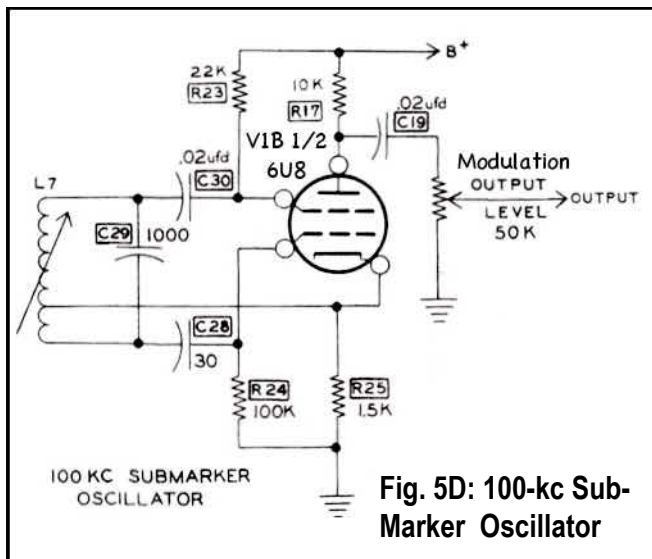 B+
22K
R23
10K
R17
.02ufd
C19
V1B 1/2
6U8
.02ufd
C30
L7
C29 1000
Modulation
OUTPUT
LEVEL
50K
OUTPUT
C28
30
R24
100K
R25
1.5K
100 KC SUBMARKER
OSCILLATOR
Fig. 5D: 100-kc Sub-
Marker Oscillator